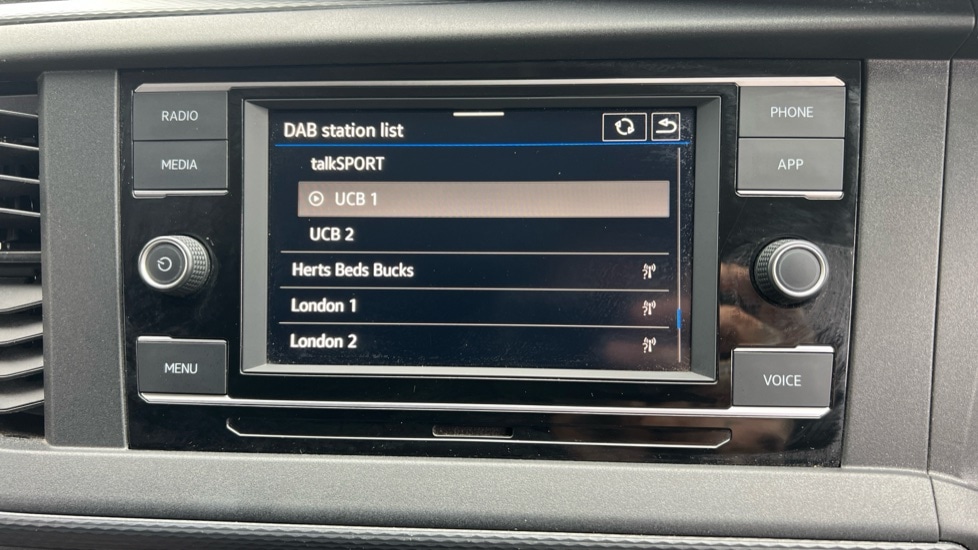 RADIO
MEDIA
MENU
DAB station list
talkSPORT
UCB 1
UCB 2
Herts Beds Bucks
London 1
London 2
PHONE
APP
VOICE